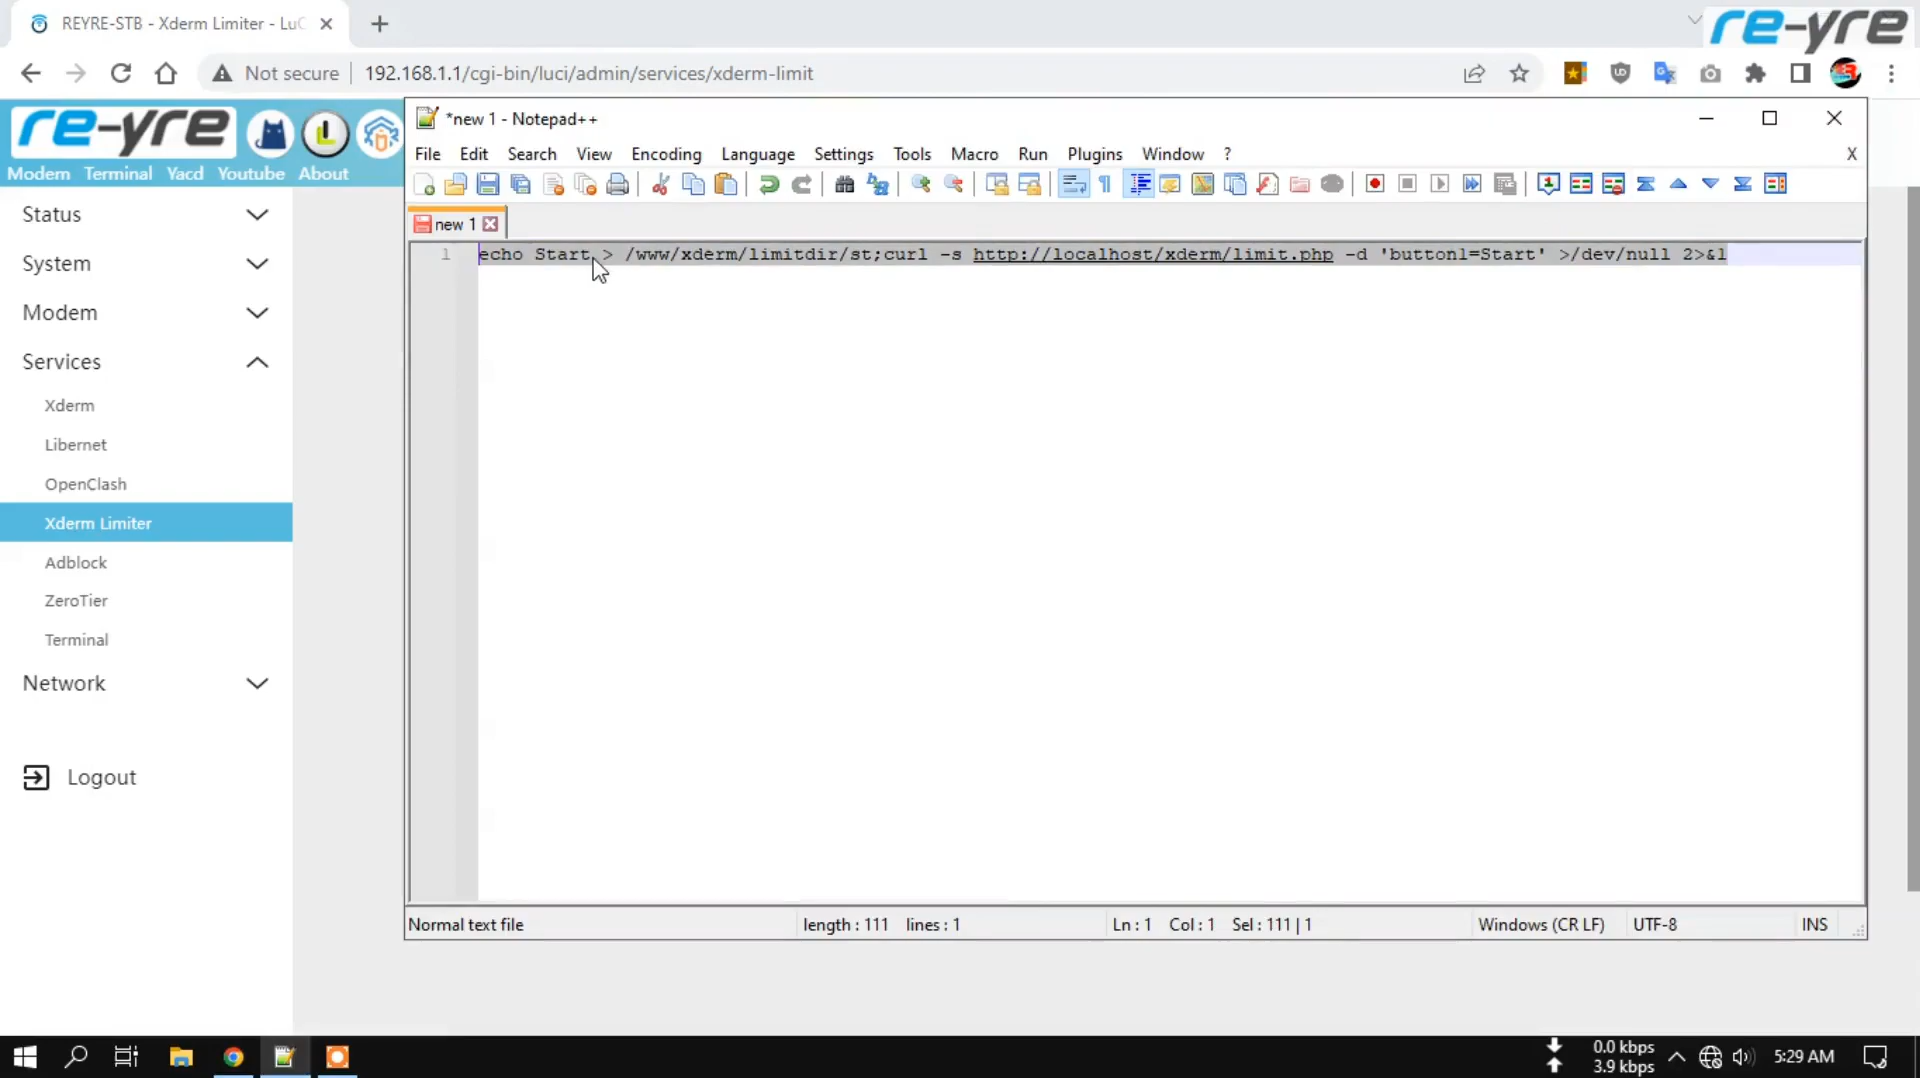 REYRE-STB - Xderm Limiter - LuC
re-yre
Not secure
192.168.1.1/cgi-bin/luci/admin/services/xderm-limit
re-yre
Modem Terminal Yacd Youtube About
Status
System
Modem
Services
Xderm
Libernet
OpenClash
Xderm Limiter
Adblock
ZeroTier
Terminal
Network
Logout
*new 1 - Notepad++
File Edit Search View Encoding Language Settings Tools Macro Run Plugins Window ? X
new 1
1 echo Start > /www/xderm/limitdir/st;curl -s http://localhost/xderm/limit.php -d 'button1=Start' >/dev/null 2>&1
Normal text file length : 111 lines : 1 Ln : 1 Col : 1 Sel : 111 | 1 Windows (CR LF) UTF-8 INS
0.0 kbps
3.9 kbps
5:29 AM